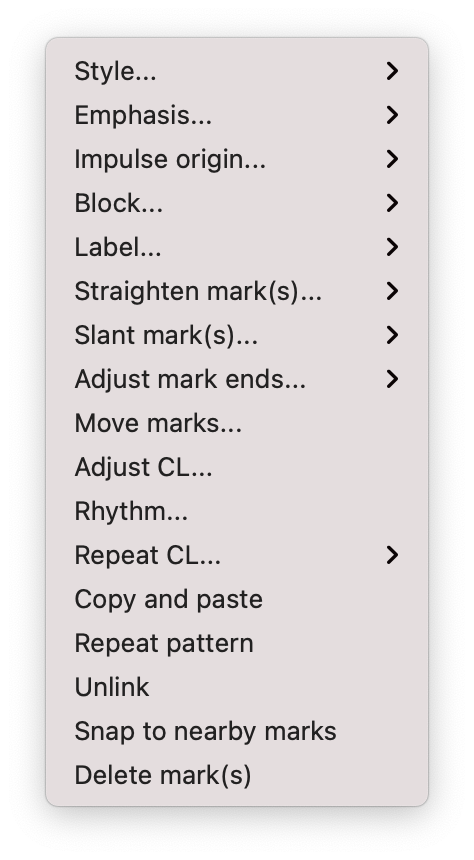 Style...
Emphasis...
Impulse origin...
Block...
Label...
Straighten mark(s)...
Slant mark(s)...
Adjust mark ends...
Move marks...
Adjust CL...
Rhythm...
Repeat CL...
Copy and paste
Repeat pattern
Unlink
Snap to nearby marks
Delete mark(s)